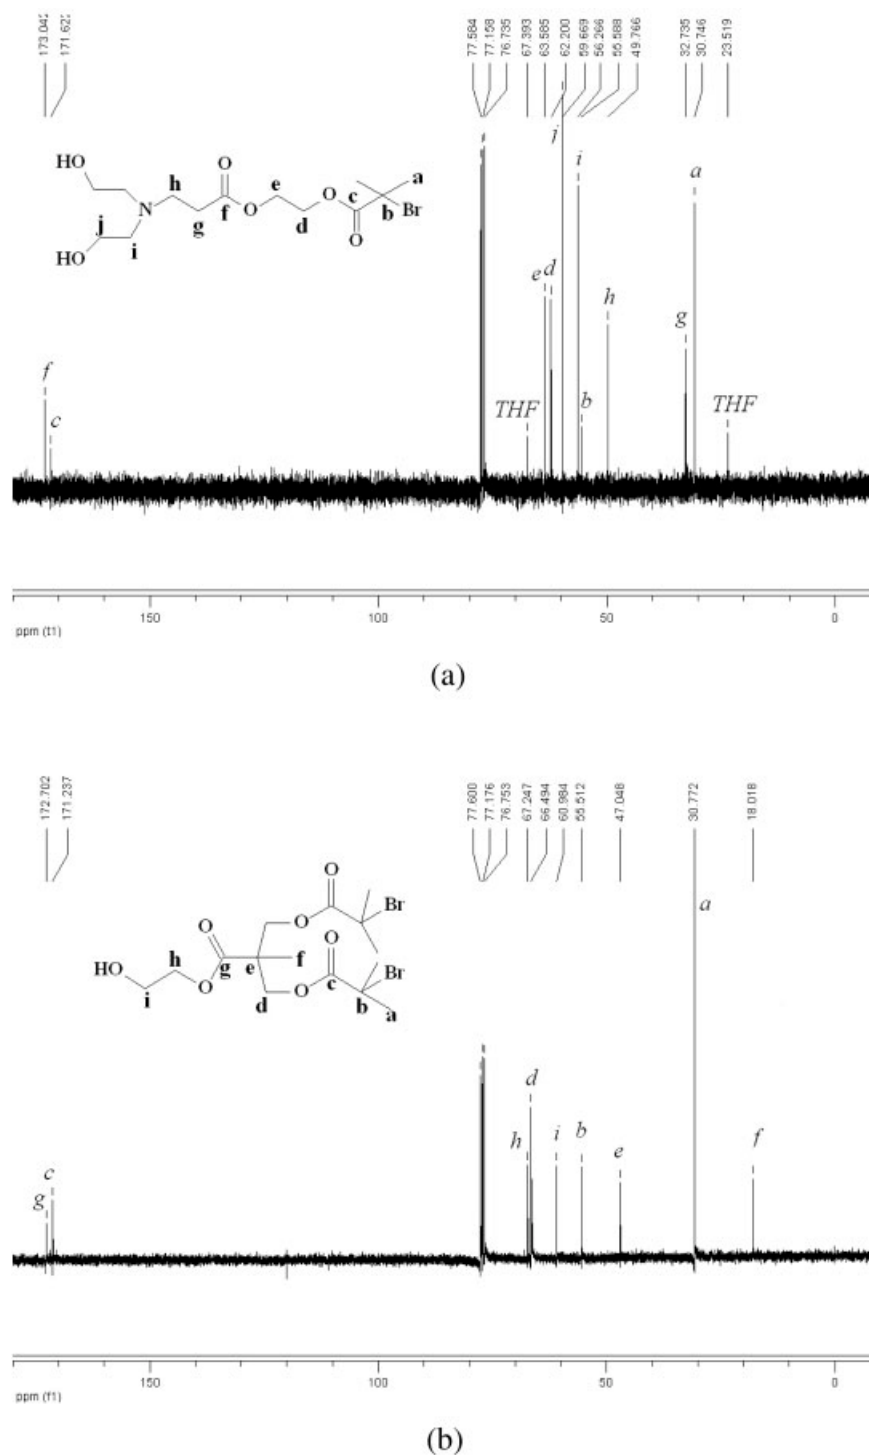 173.042
171.622
77.584
77.158
76.735
67.393
63.585
62.200
59.669
56.266
55.588
49.766
32.735
30.746
23.519
HO
O
h
e
O
a
j
N
g
f
O
d
c
b
Br
HO
i
O
j
i
a
e d
h
g
f
c
THF
b
THF
150
100
50
0
ppm (t1)
(a)
172.702
171.237
77.600
77.176
76.753
67.247
66.494
60.984
55.512
47.048
30.772
18.018
O
Br
O
O
O
Br
HO
h
g
e
f
c
i
O
O
b
d
a
a
d
h
i
b
e
f
c
g
150
100
50
0
ppm (f1)
(b)